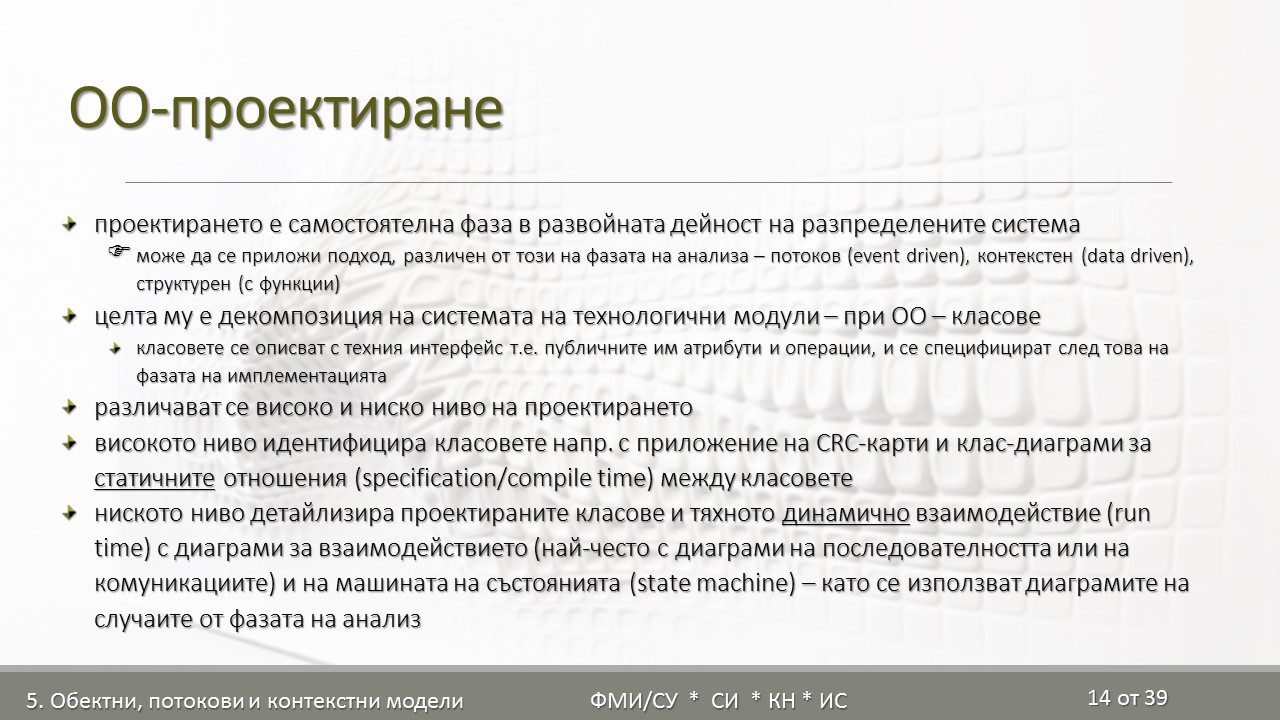 ОО-проектиране
проектирането е самостоятелна фаза в развойната дейност на разпределените система
може да се приложи подход, различен от този на фазата на анализа – потоков (event driven), контекстен (data driven),
структурен (с функции)
целта му е декомпозиция на системата на технологични модули – при ОО – класове
класовете се описват с техния интерфейс т.е. публичните им атрибути и операции, и се специфицират след това на
фазата на имплементацията
различават се високо и ниско ниво на проектирането
високото ниво идентифицира класовете напр. с приложение на CRC-карти и клас-диаграми за
статичните отношения (specification/compile time) между класовете
ниското ниво детайлизира проектираните класове и тяхното динамично взаимодействие (run
time) с диаграми за взаимодействието (най-често с диаграми на последователността или на
комуникациите) и на машината на състоянията (state machine) – като се използват диаграмите на
случаите от фазата на анализ
5. Обектни, потокови и контекстни модели
ФМИ/СУ * СИ * КН * ИС
14 от 39